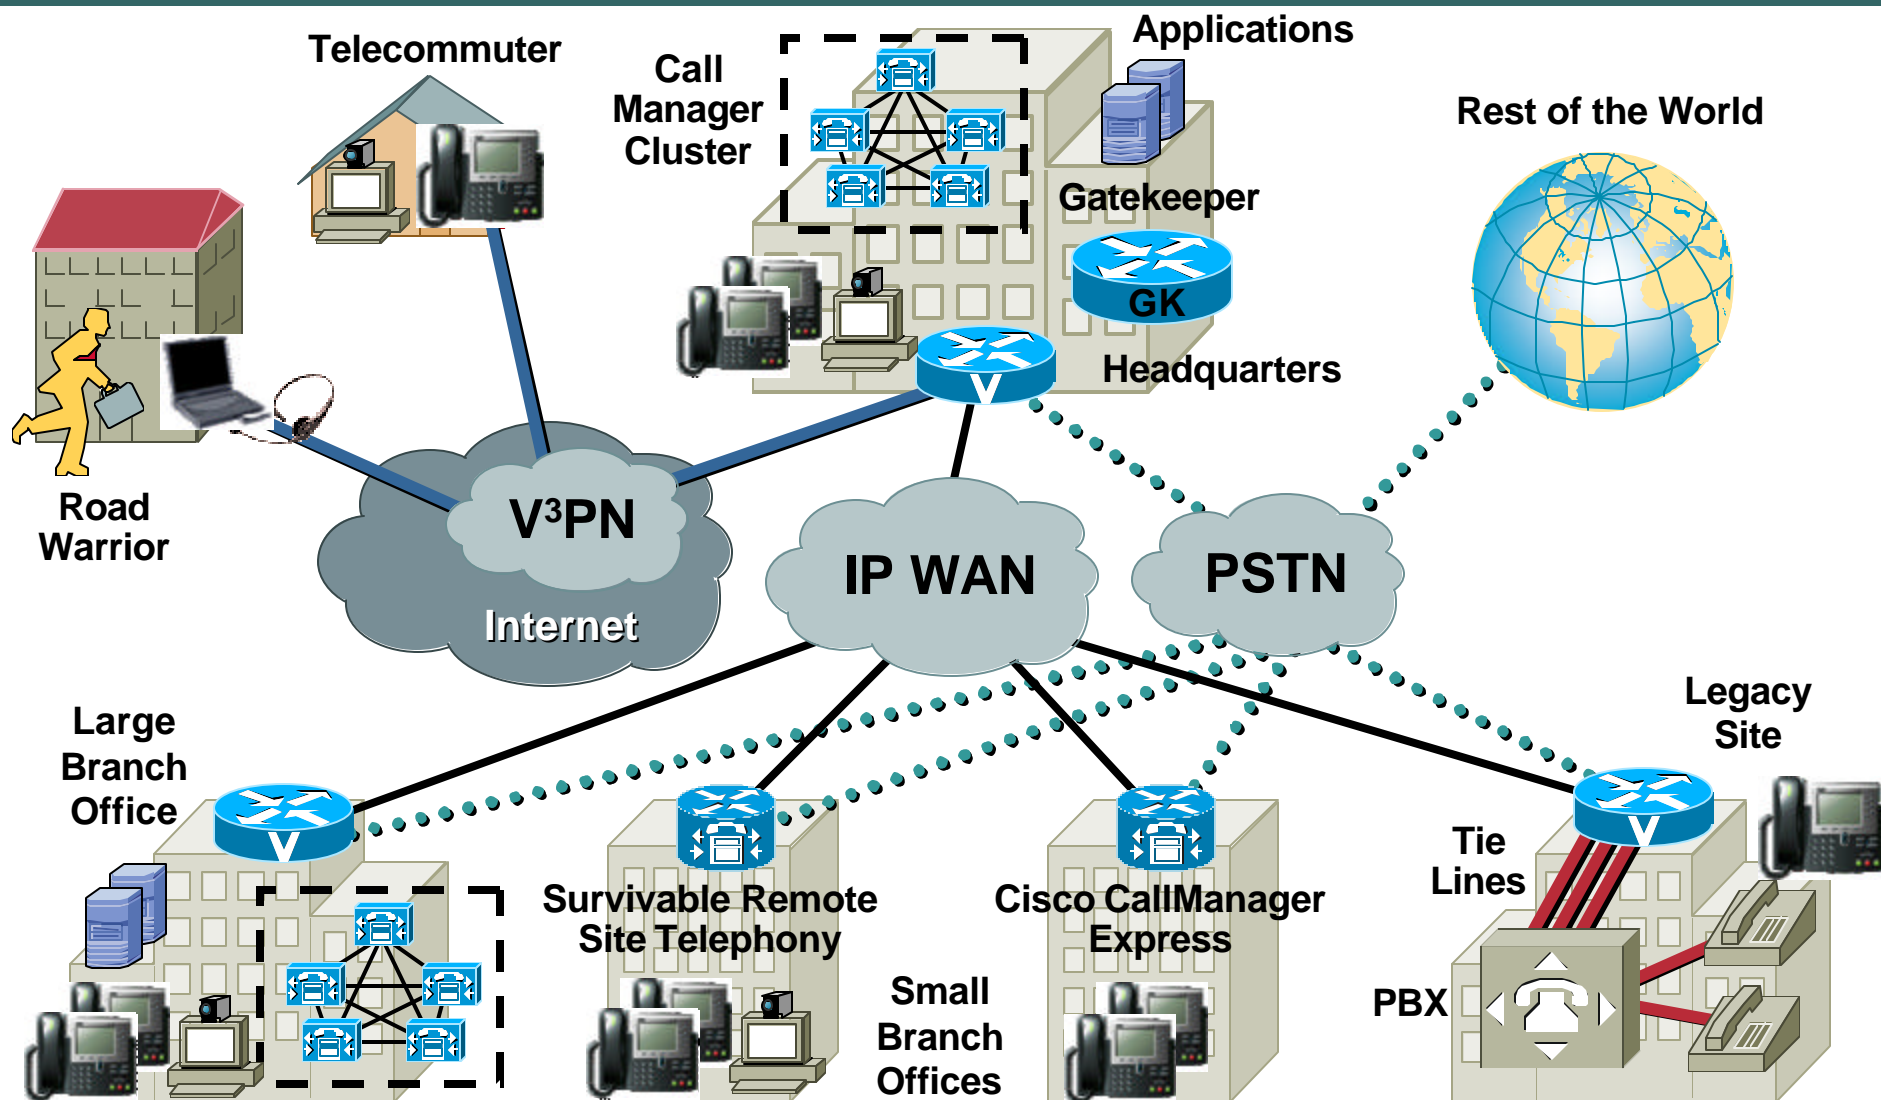 Telecommuter
Call
Manager
Cluster
Applications
Rest of the World
Gatekeeper
GK
Headquarters
V
Road
Warrior
V³PN
Internet
IP WAN
PSTN
Large
Branch
Office
V
Legacy
Site
V
Tie
Lines
Survivable Remote
Site Telephony
Cisco CallManager
Express
Small
Branch
Offices
PBX